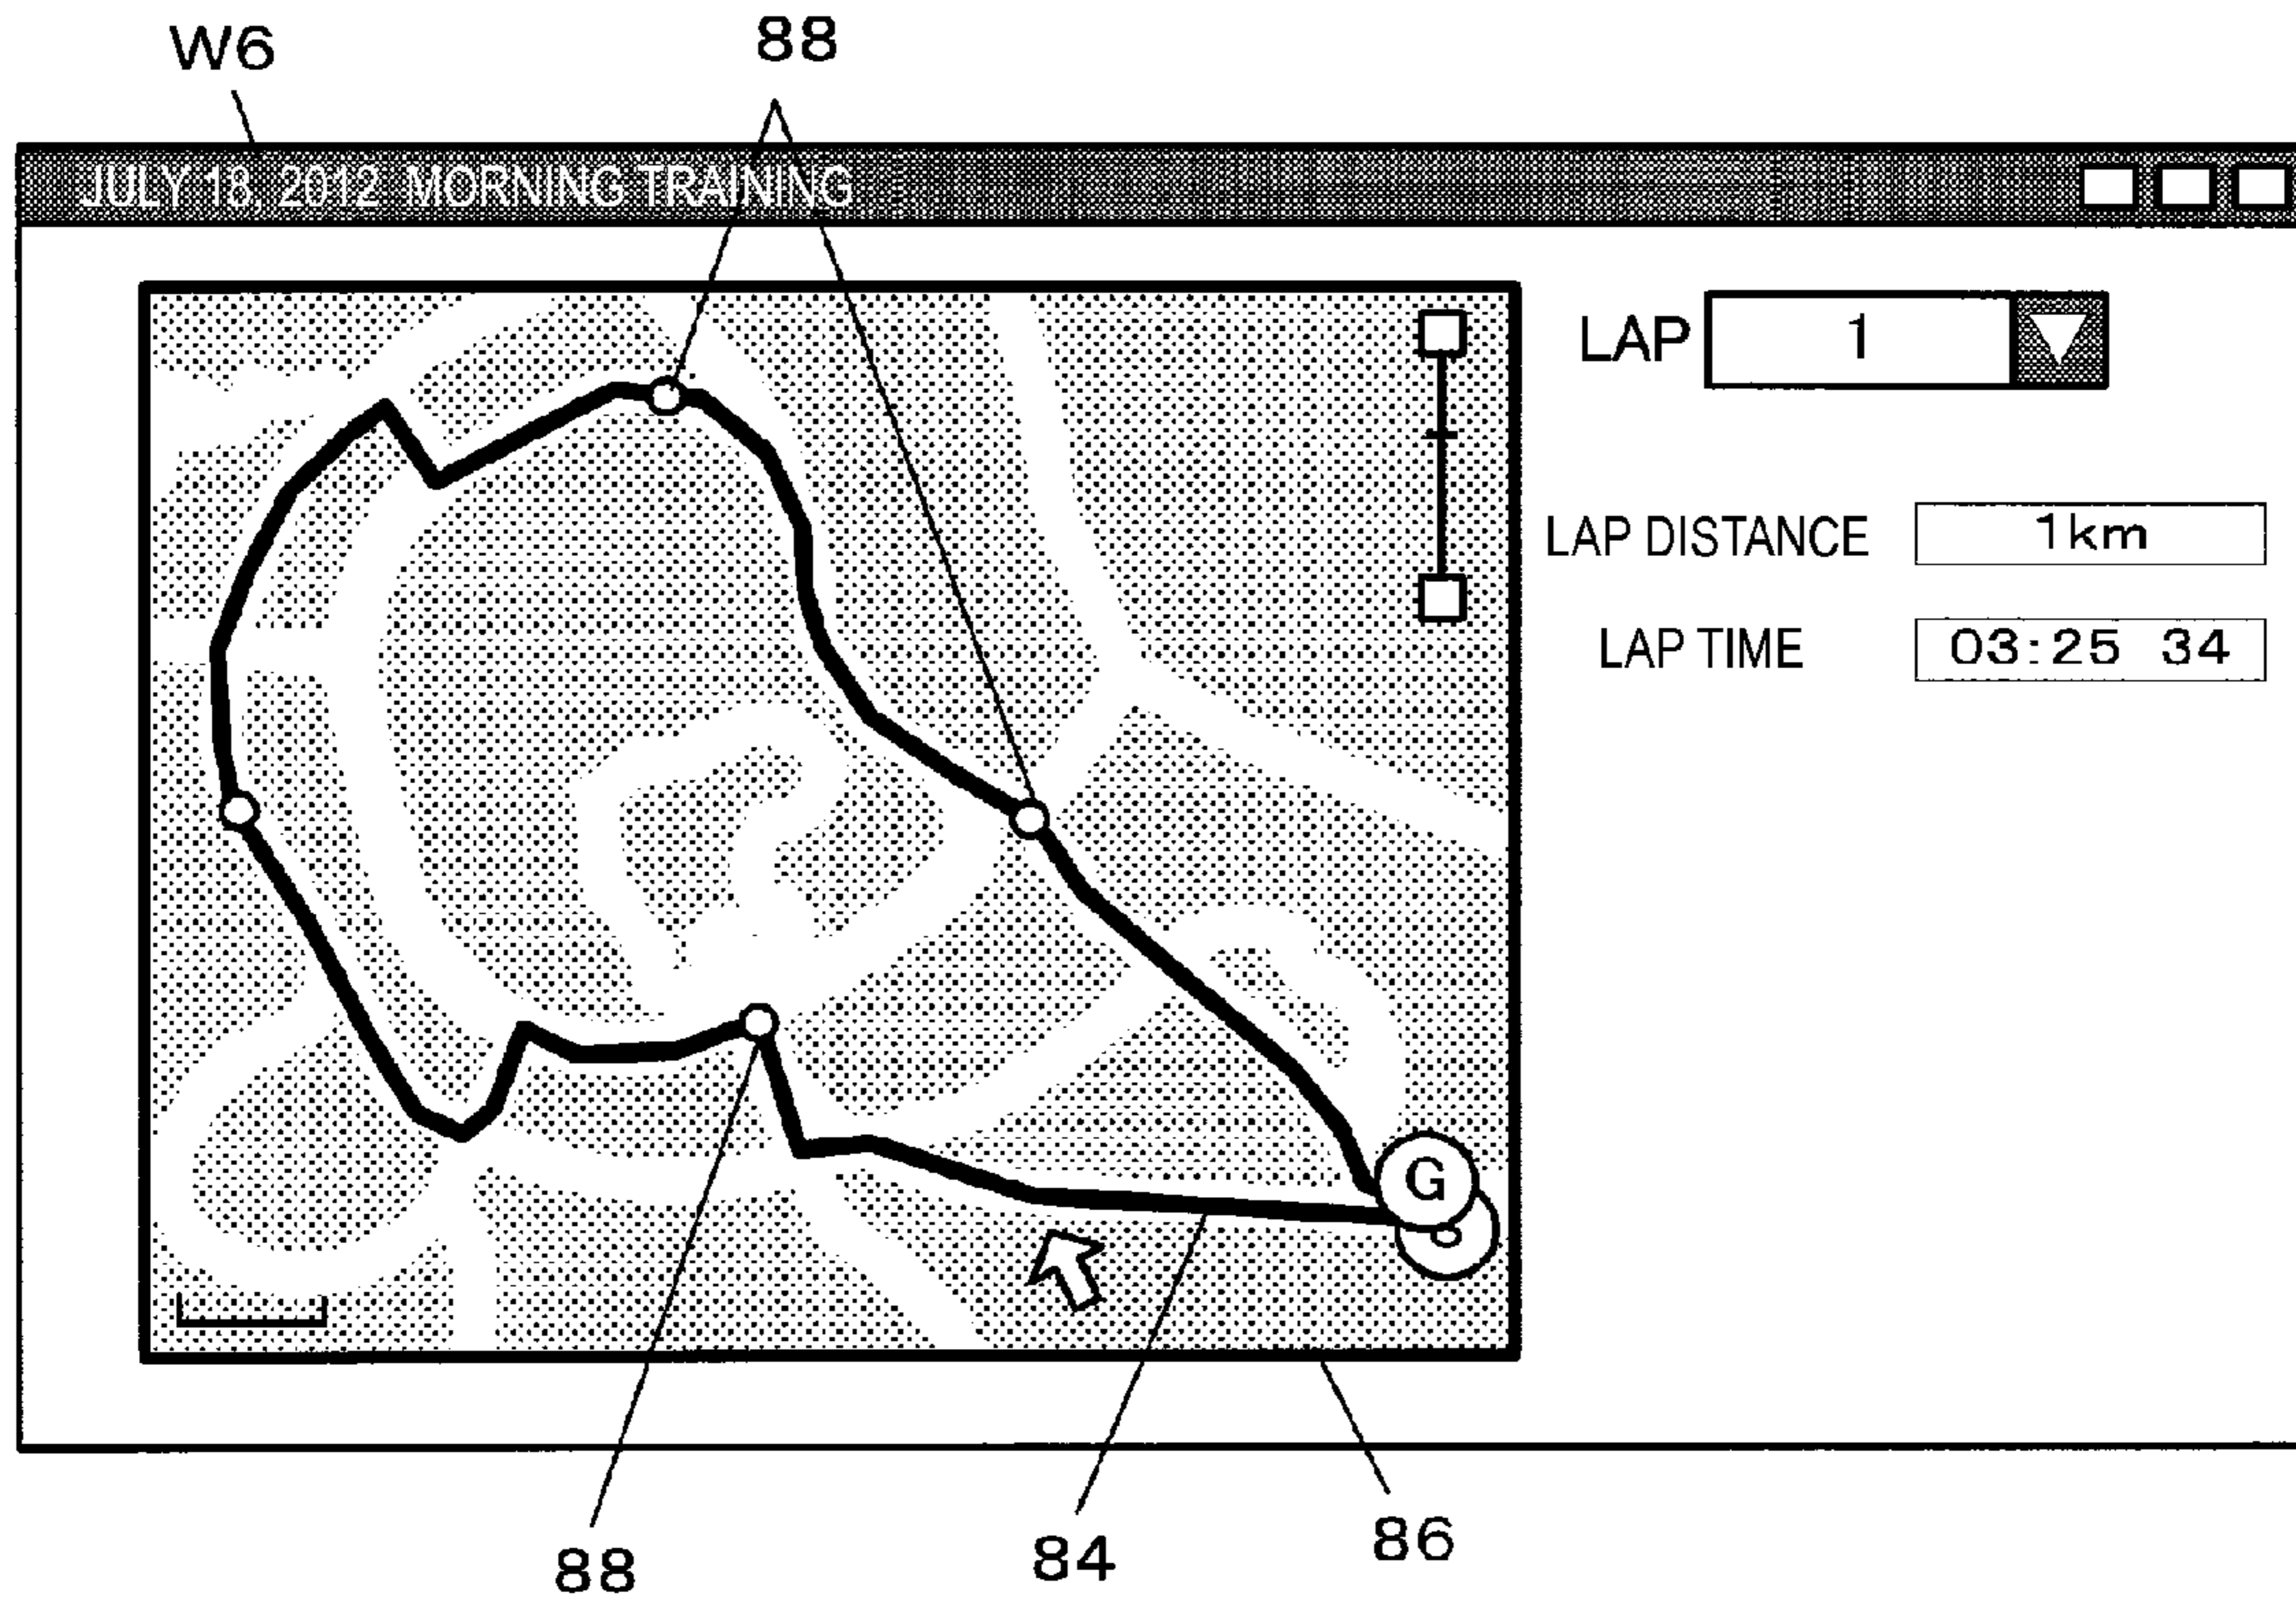 W6
88
JULY 18, 2012 MORNING TRAINING
LAP 1
LAP DISTANCE 1km
LAP TIME 03:25 34
G
88
84
86